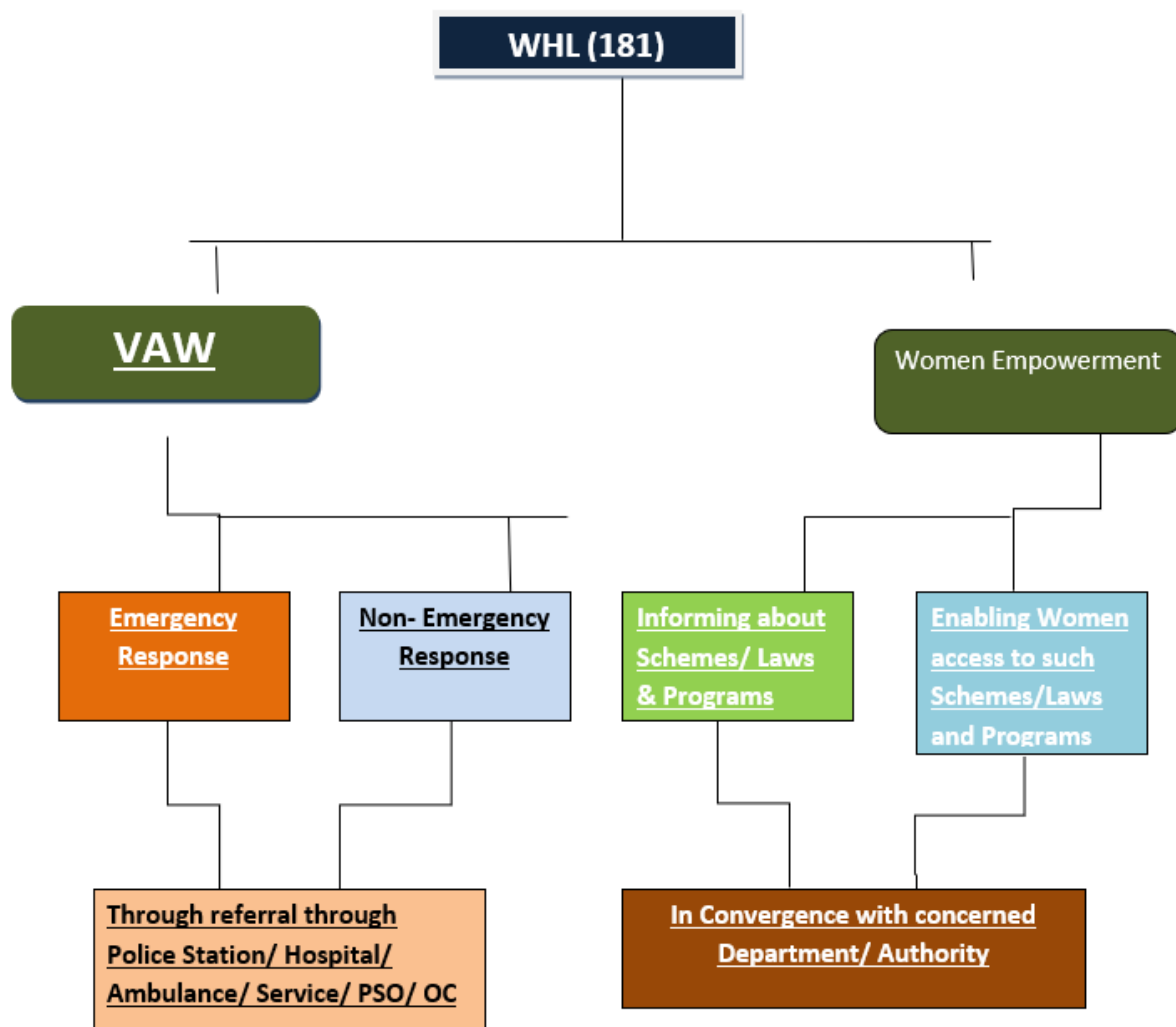 WHL (181)
VAW
Women Empowerment
Emergency
Response
Non- Emergency
Response
Informing about
Schemes/ Laws
& Programs
Enabling Women
access to such
Schemes/Laws
and Programs
Through referral through
Police Station/ Hospital/
Ambulance/ Service/ PSO/ OC
In Convergence with concerned
Department/ Authority